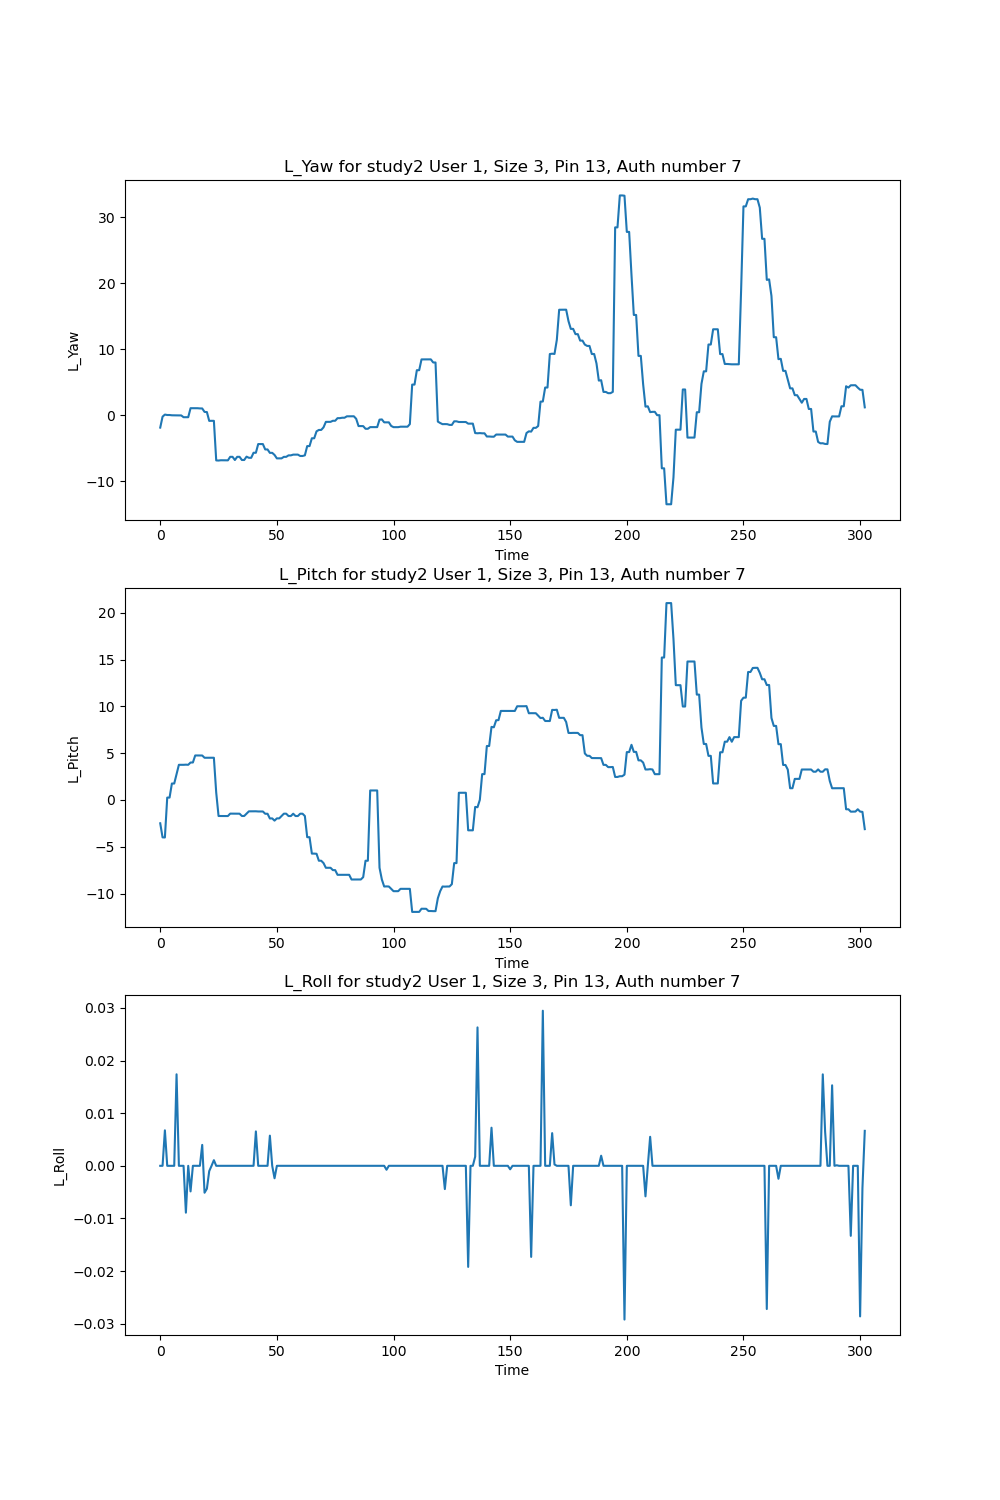 L_Yaw for study2 User 1, Size 3, Pin 13, Auth number 7
30
20
10
0
−10
L_Yaw
0 50 100 150 200 250 300
Time
L_Pitch for study2 User 1, Size 3, Pin 13, Auth number 7
20
15
10
5
0
−5
−10
L_Pitch
0 50 100 150 200 250 300
Time
L_Roll for study2 User 1, Size 3, Pin 13, Auth number 7
0.03
0.02
0.01
0.00
−0.01
−0.02
−0.03
L_Roll
0 50 100 150 200 250 300
Time